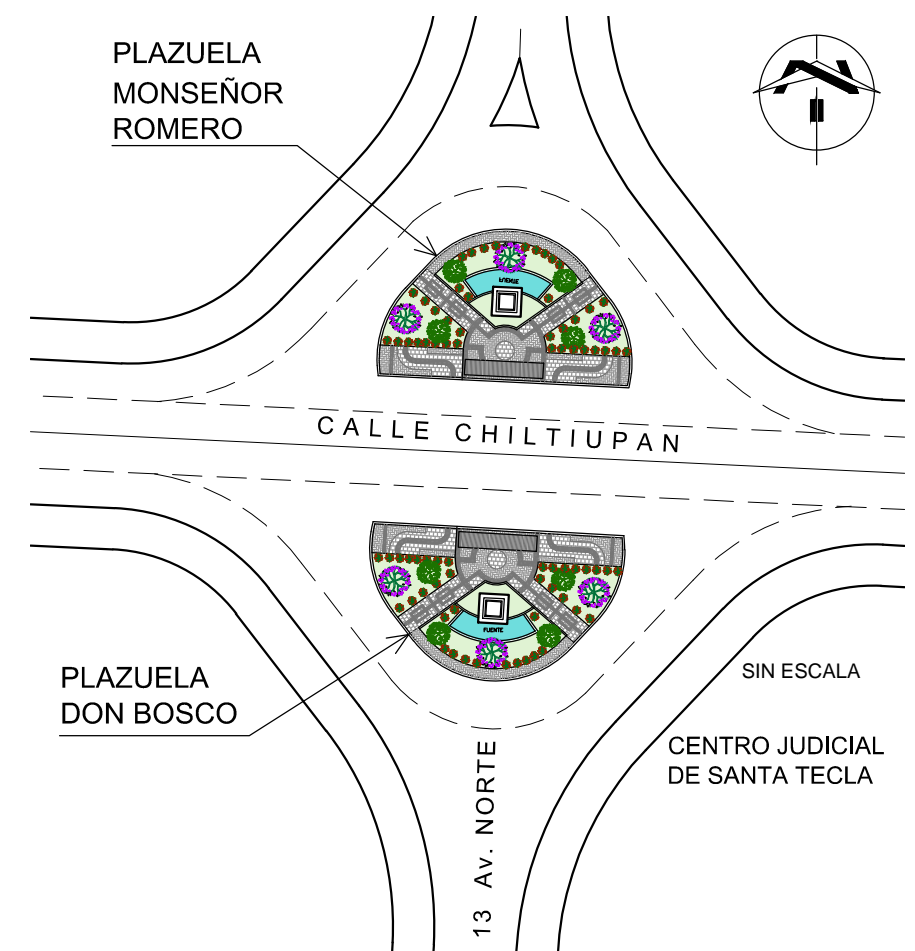 PLAZUELA
MONSEÑOR
ROMERO
FUENTE
CALLE CHILTIUPAN
FUENTE
PLAZUELA
DON BOSCO
SIN ESCALA
CENTRO JUDICIAL
DE SANTA TECLA
13 Av. NORTE